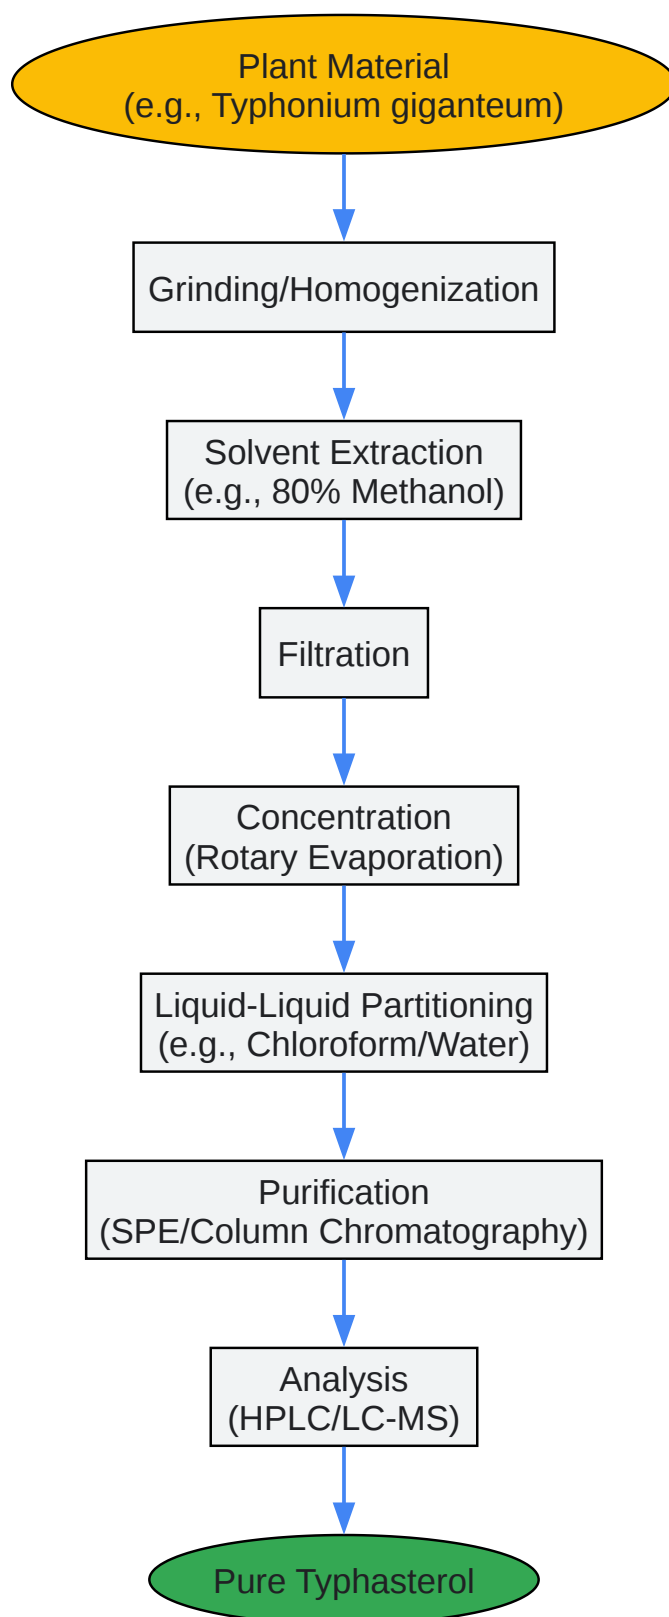 Plant Material
(e.g., Typhonium giganteum)
Grinding/Homogenization
Solvent Extraction
(e.g., 80% Methanol)
Filtration
Concentration
(Rotary Evaporation)
Liquid-Liquid Partitioning
(e.g., Chloroform/Water)
Purification
(SPE/Column Chromatography)
Analysis
(HPLC/LC-MS)
Pure Typhasterol